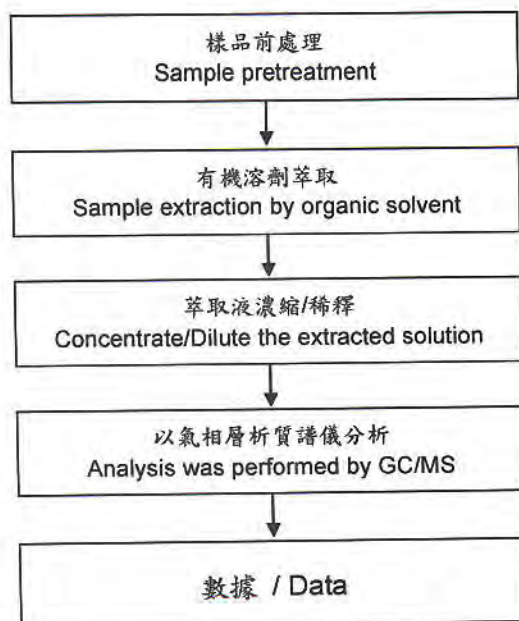 樣品前處理
Sample pretreatment
有機溶劑萃取
Sample extraction by organic solvent
萃取液濃縮/稀釋
Concentrate/Dilute the extracted solution
以氣相層析質譜儀分析
Analysis was performed by GC/MS
數據 / Data